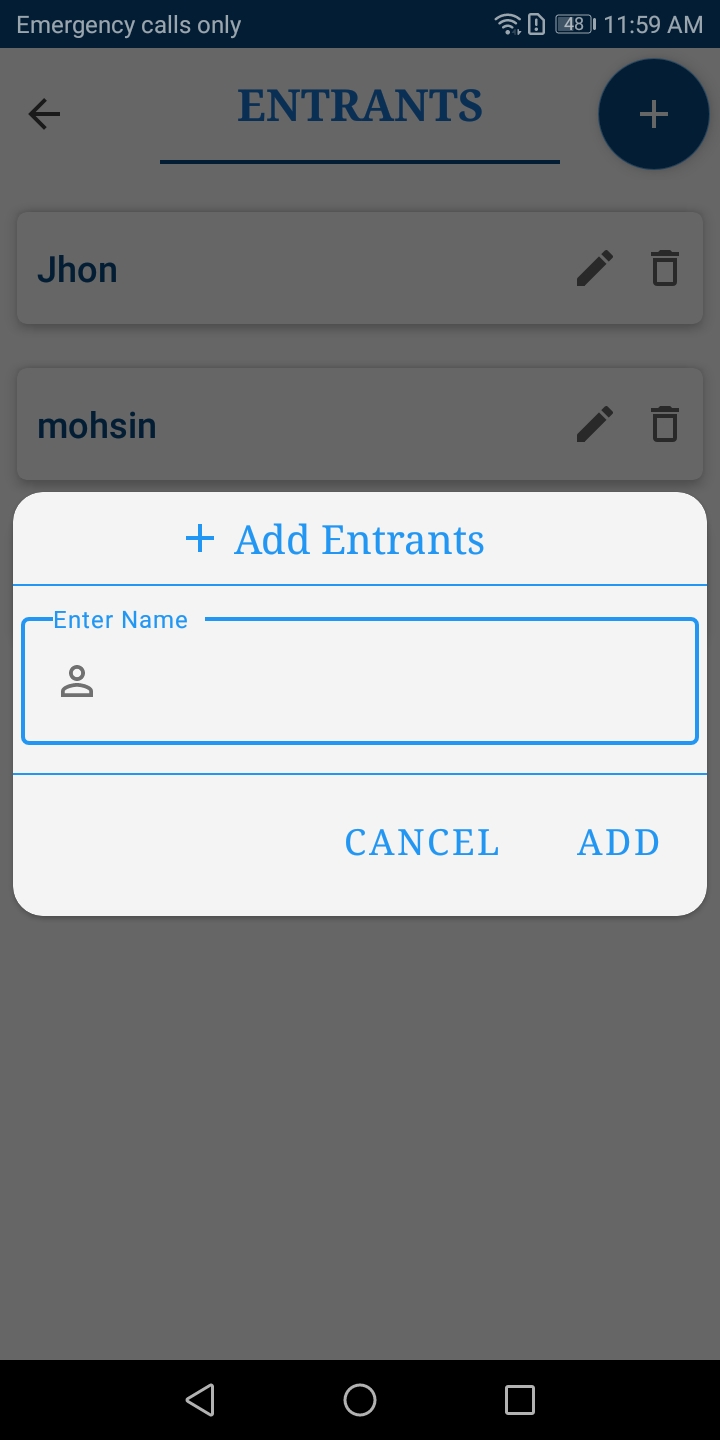 Emergency calls only 48 11:59 AM
ENTRANTS
Jhon
mohsin
Add Entrants
Enter Name
CANCEL ADD